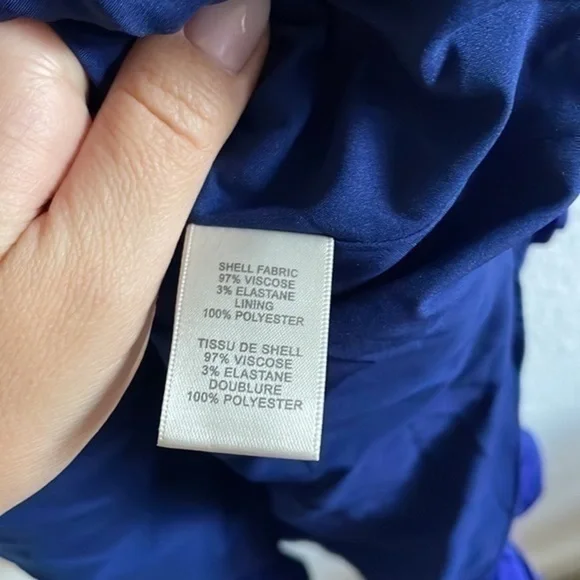 SHELL FABRIC
97% VISCOSE
3% ELASTANE
LINING
100% POLYESTER
TISSU DE SHELL
97% VISCOSE
3% ELASTANE
DOUBLURE
100% POLYESTER